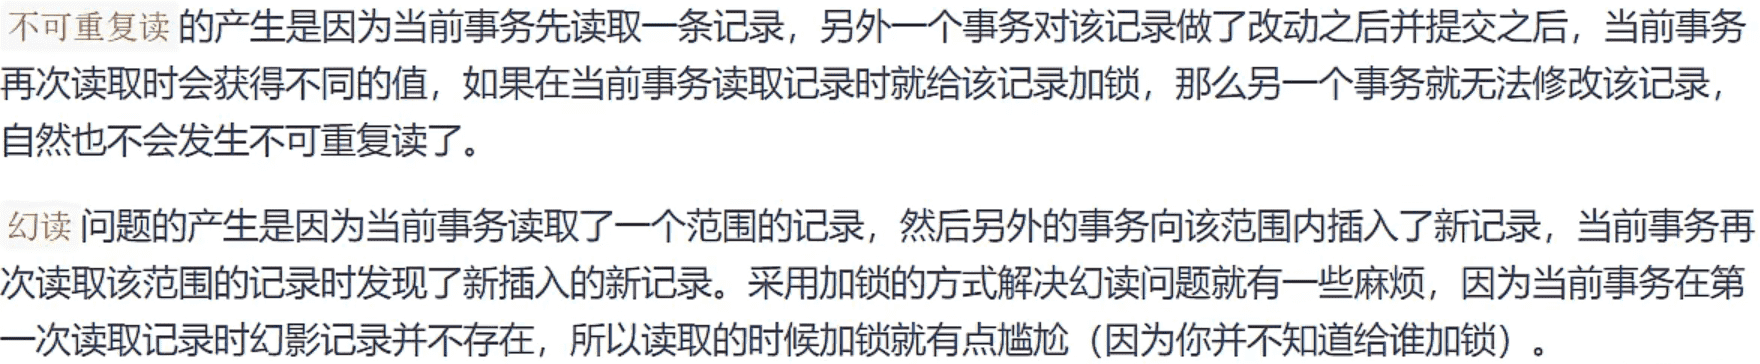 不可重复读 的产生是因为当前事务先读取一条记录，另外一个事务对该记录做了改动之后并提交之后，当前事务
再次读取时会获得不同的值，如果在当前事务读取记录时就给该记录加锁，那么另一个事务就无法修改该记录，
自然也不会发生不可重复读了。
幻读 问题的产生是因为当前事务读取了一个范围的记录，然后另外的事务向该范围内插入了新记录，当前事务再
次读取该范围的记录时发现了新插入的新记录。采用加锁的方式解决幻读问题就有一些麻烦，因为当前事务在第
一次读取记录时幻影记录并不存在，所以读取的时候加锁就有点尴尬（因为你并不知道给谁加锁）。